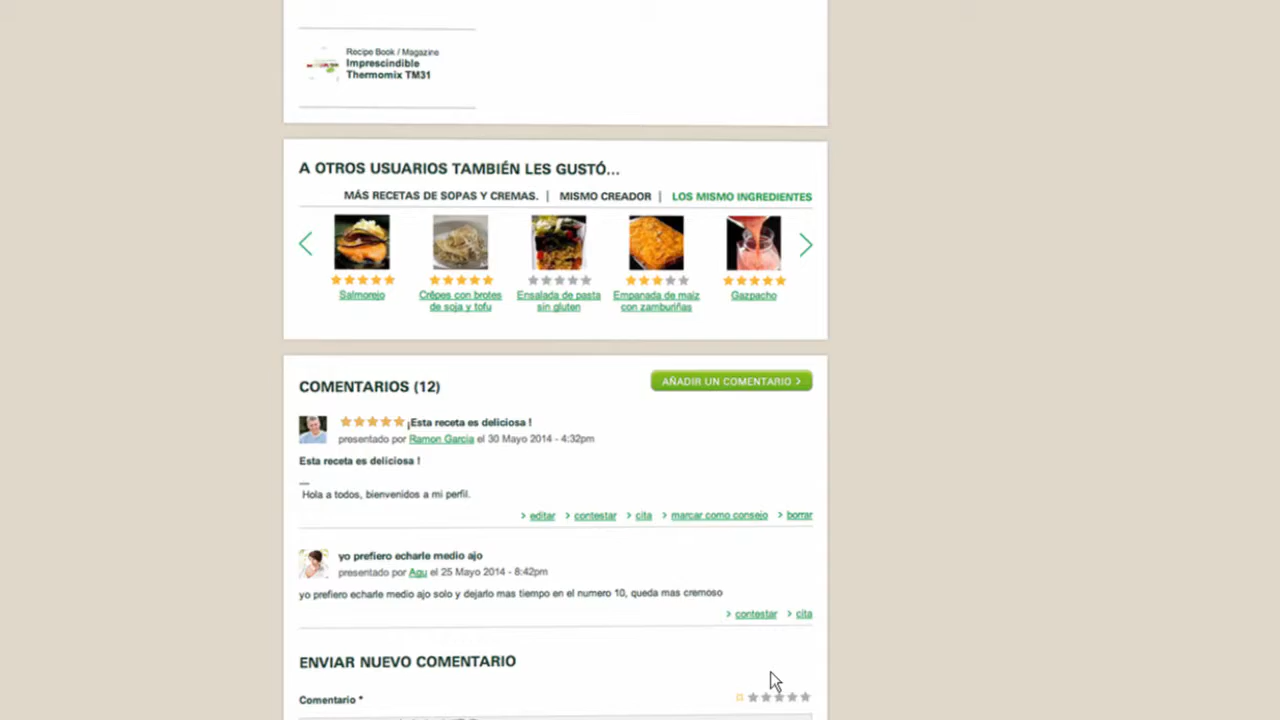 Recipe Book / Magazine
Imprescindible
Thermomix TM31
A OTROS USUARIOS TAMBIÉN LES GUSTÓ...
MÁS RECETAS DE SOPAS Y CREMAS. | MISMO CREADOR | LOS MISMO INGREDIENTES
Salmorejo
Crêpes con brotes
de soja y tofu
Ensalada de pasta
sin gluten
Empanada de maíz
con zamburiñas
Gazpacho
COMENTARIOS (12)
AÑADIR UN COMENTARIO >
¡Esta receta es deliciosa !
presentado por Ramon Garcia el 30 Mayo 2014 - 4:32pm
Esta receta es deliciosa !
__
Hola a todos, bienvenidos a mi perfil.
> editar > contestar > cita > marcar como consejo > borrar
yo prefiero echarle medio ajo
presentado por Agu el 25 Mayo 2014 - 8:42pm
yo prefiero echarle medio ajo solo y dejarlo mas tiempo en el numero 10, queda mas cremoso
> contestar > cita
ENVIAR NUEVO COMENTARIO
Comentario *